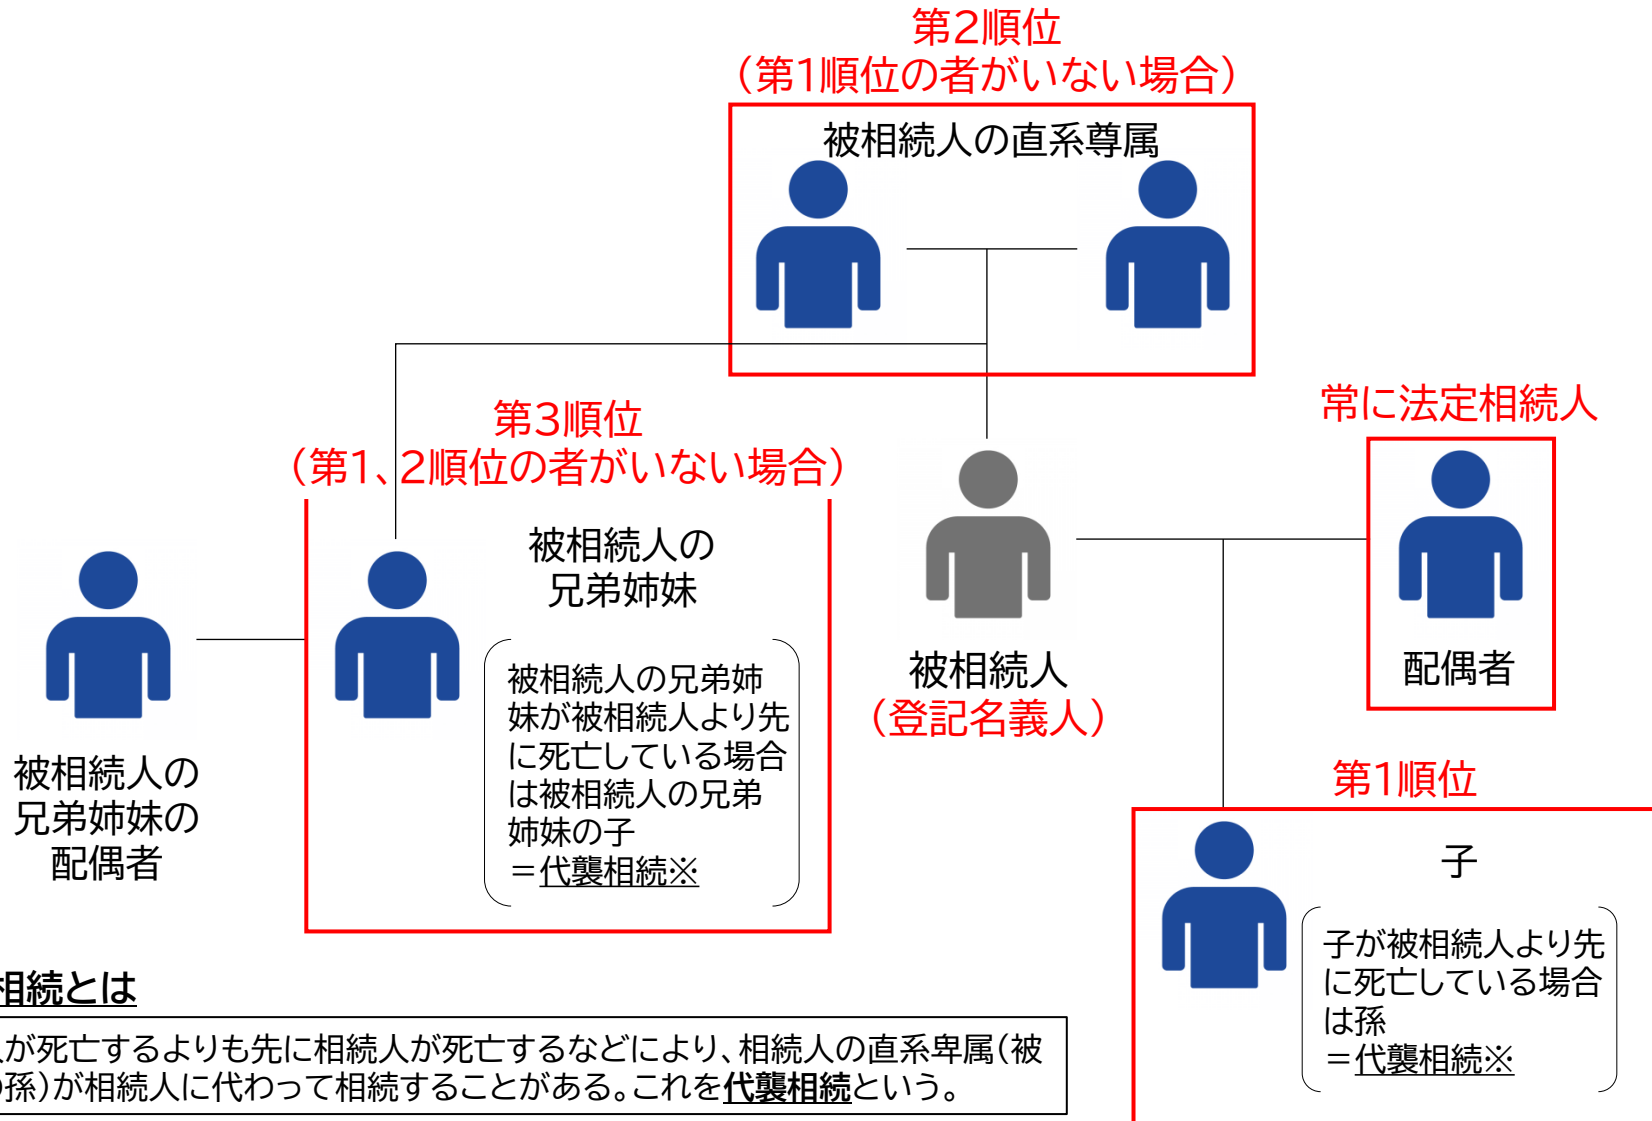 第2順位
（第1順位の者がいない場合）
被相続人の直系尊属
常に法定相続人
第3順位
（第1、2順位の者がいない場合）
被相続人の
兄弟姉妹
被相続人の兄弟姉
妹が被相続人より先
に死亡している場合
は被相続人の兄弟
姉妹の子
＝代襲相続※
被相続人の
兄弟姉妹の
配偶者
被相続人
（登記名義人）
配偶者
第1順位
子
子が被相続人より先
に死亡している場合
は孫
＝代襲相続※
相続とは
が死亡するよりも先に相続人が死亡するなどにより、相続人の直系卑属（被
孫）が相続人に代わって相続することがある。これを代襲相続という。